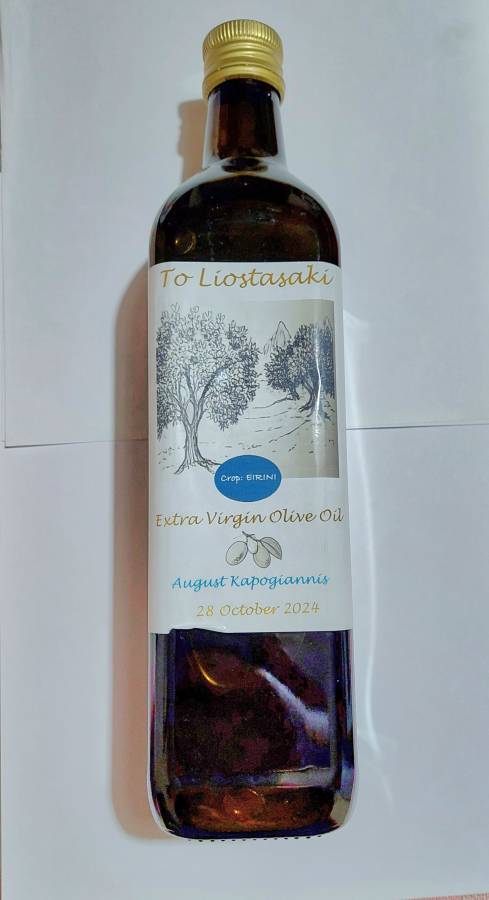 To Liostasaki
Crop: EIRINI
Extra Virgin Olive Oil
August Kapogiannis
28 October 2024